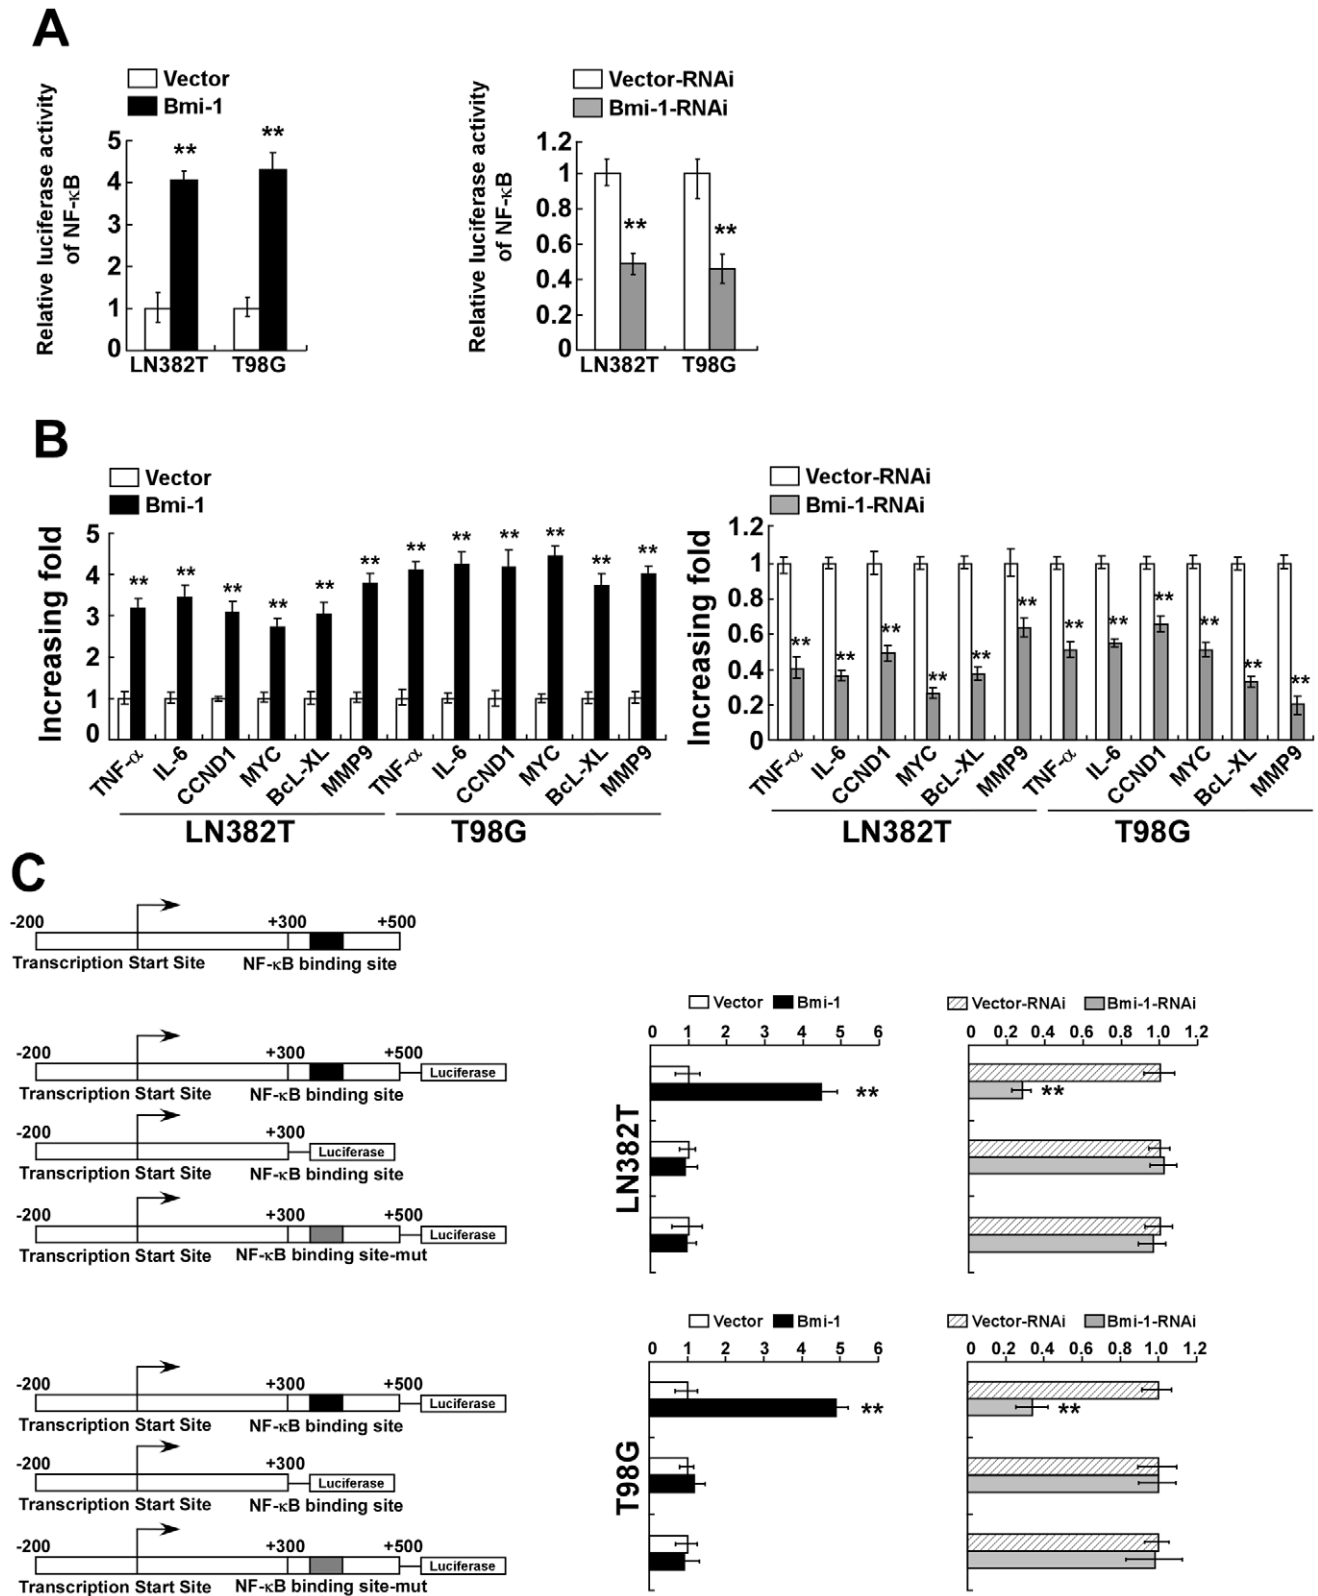 A
Vector
Bmi-1
Relative luciferase activity
of NF-κB
5
4
3
2
1
0
** **
LN382T T98G
Vector-RNAi
Bmi-1-RNAi
Relative luciferase activity
of NF-κB
1.2
1
0.8
0.6
0.4
0.2
0
** **
LN382T T98G
B
Vector
Bmi-1
Increasing fold
5
4
3
2
1
0
** ** ** ** ** ** ** ** ** ** ** **
TNF-α IL-6 CCND1 MYC BcL-XL MMP9 TNF-α IL-6 CCND1 MYC BcL-XL MMP9
LN382T T98G
Vector-RNAi
Bmi-1-RNAi
Increasing fold
1.2
1
0.8
0.6
0.4
0.2
0
** ** ** ** ** ** ** ** ** ** ** **
TNF-α IL-6 CCND1 MYC BcL-XL MMP9 TNF-α IL-6 CCND1 MYC BcL-XL MMP9
LN382T T98G
C
-200 +300 +500
Transcription Start Site NF-κB binding site
-200 +300 +500
Luciferase
Transcription Start Site NF-κB binding site
-200 +300
Luciferase
Transcription Start Site NF-κB binding site
-200 +300 +500
Luciferase
Transcription Start Site NF-κB binding site-mut
LN382T
Vector Bmi-1
0 1 2 3 4 5 6
**
Vector-RNAi Bmi-1-RNAi
0 0.2 0.4 0.6 0.8 1.0 1.2
**
-200 +300 +500
Luciferase
Transcription Start Site NF-κB binding site
-200 +300
Luciferase
Transcription Start Site NF-κB binding site
-200 +300 +500
Luciferase
Transcription Start Site NF-κB binding site-mut
T98G
Vector Bmi-1
0 1 2 3 4 5 6
**
Vector-RNAi Bmi-1-RNAi
0 0.2 0.4 0.6 0.8 1.0 1.2
**